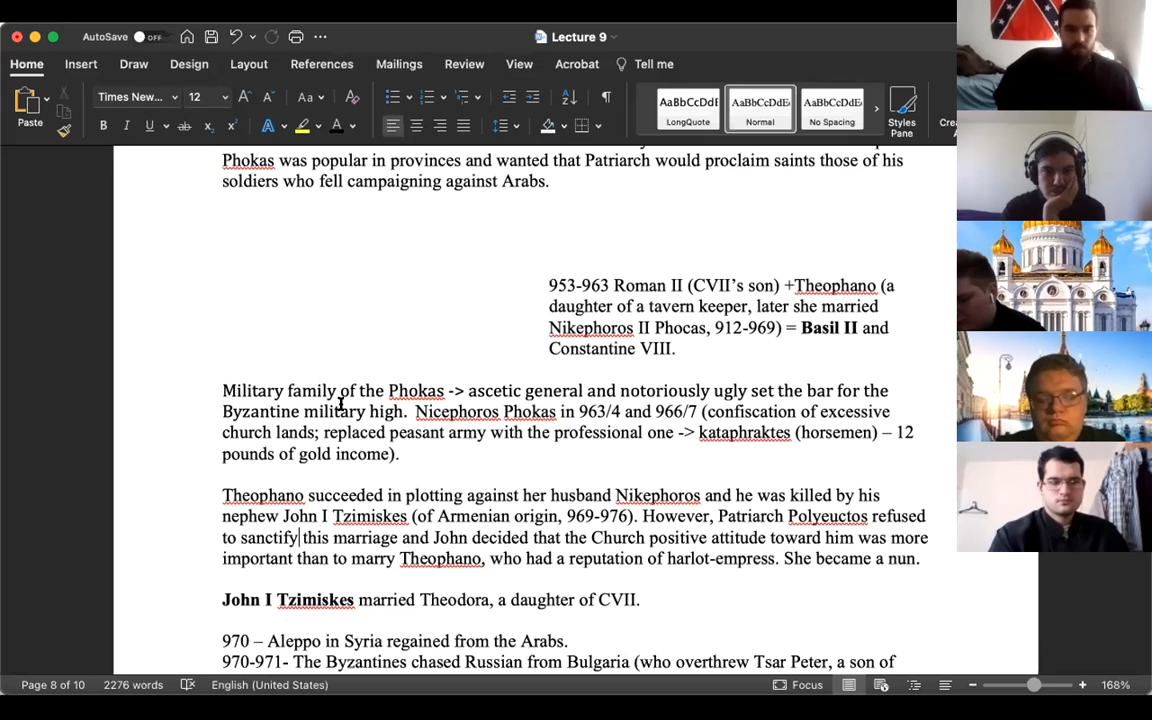 AutoSave OFF
Lecture 9
Home Insert Draw Design Layout References Mailings Review View Acrobat Tell me
Paste
Times New... 12
AaBbCcDdE AaBbCcDdE AaBbCcDdE
LongQuote Normal No Spacing
Styles Pane
Phokas was popular in provinces and wanted that Patriarch would proclaim saints those of his
soldiers who fell campaigning against Arabs.
953-963 Roman II (CVII's son) +Theophano (a
daughter of a tavern keeper, later she married
Nikephoros II Phocas, 912-969) = Basil II and
Constantine VIII.
Military family of the Phokas -> ascetic general and notoriously ugly set the bar for the
Byzantine military high. Nicephoros Phokas in 963/4 and 966/7 (confiscation of excessive
church lands; replaced peasant army with the professional one -> kataphraktes (horsemen) – 12
pounds of gold income).
Theophano succeeded in plotting against her husband Nikephoros and he was killed by his
nephew John I Tzimiskes (of Armenian origin, 969-976). However, Patriarch Polyeuctos refused
to sanctify this marriage and John decided that the Church positive attitude toward him was more
important than to marry Theophano, who had a reputation of harlot-empress. She became a nun.
John I Tzimiskes married Theodora, a daughter of CVII.
970 – Aleppo in Syria regained from the Arabs.
970-971- The Byzantines chased Russian from Bulgaria (who overthrew Tsar Peter, a son of
Page 8 of 10 2276 words English (United States) Focus 168%